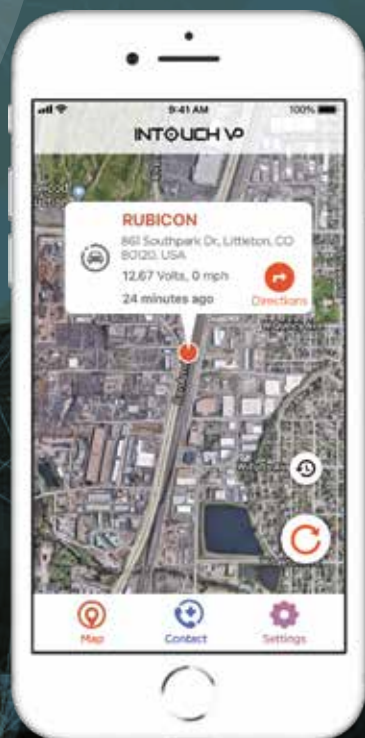 9:41 AM
100%
INTOUCH VP
RUBICON
861 Southpark Dr, Littleton, CO
80120, USA
12.67 Volts, 0 mph
24 minutes ago
Directions
Map
Contact
Settings